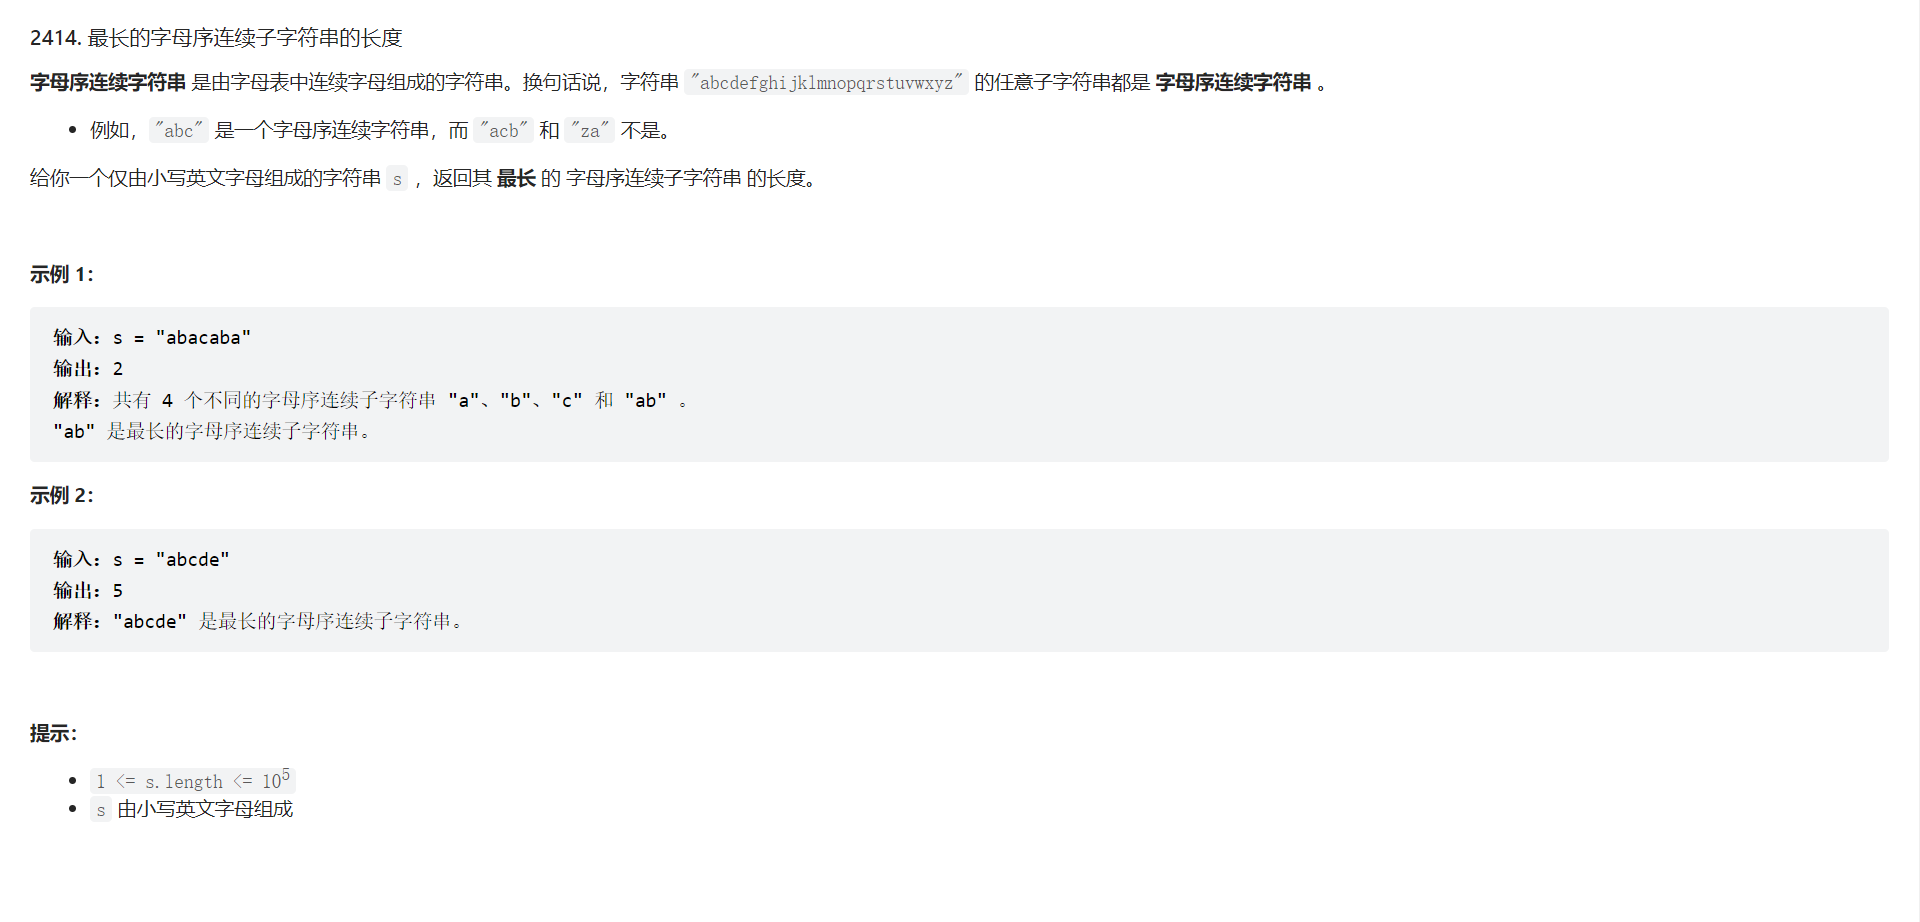 2414. 最长的字母序连续子字符串的长度
字母序连续字符串 是由字母表中连续字母组成的字符串。换句话说，字符串 "abcdefghijklmnopqrstuvwxyz" 的任意子字符串都是 字母序连续字符串 。
• 例如，"abc" 是一个字母序连续字符串，而 "acb" 和 "za" 不是。
给你一个仅由小写英文字母组成的字符串 s ，返回其 最长 的 字母序连续子字符串 的长度。
示例 1：
输入：s = "abacaba"
输出：2
解释：共有 4 个不同的字母序连续子字符串 "a"、"b"、"c" 和 "ab" 。
"ab" 是最长的字母序连续子字符串。
示例 2：
输入：s = "abcde"
输出：5
解释："abcde" 是最长的字母序连续子字符串。
提示：
• 1 <= s.length <= 10⁵
• s 由小写英文字母组成